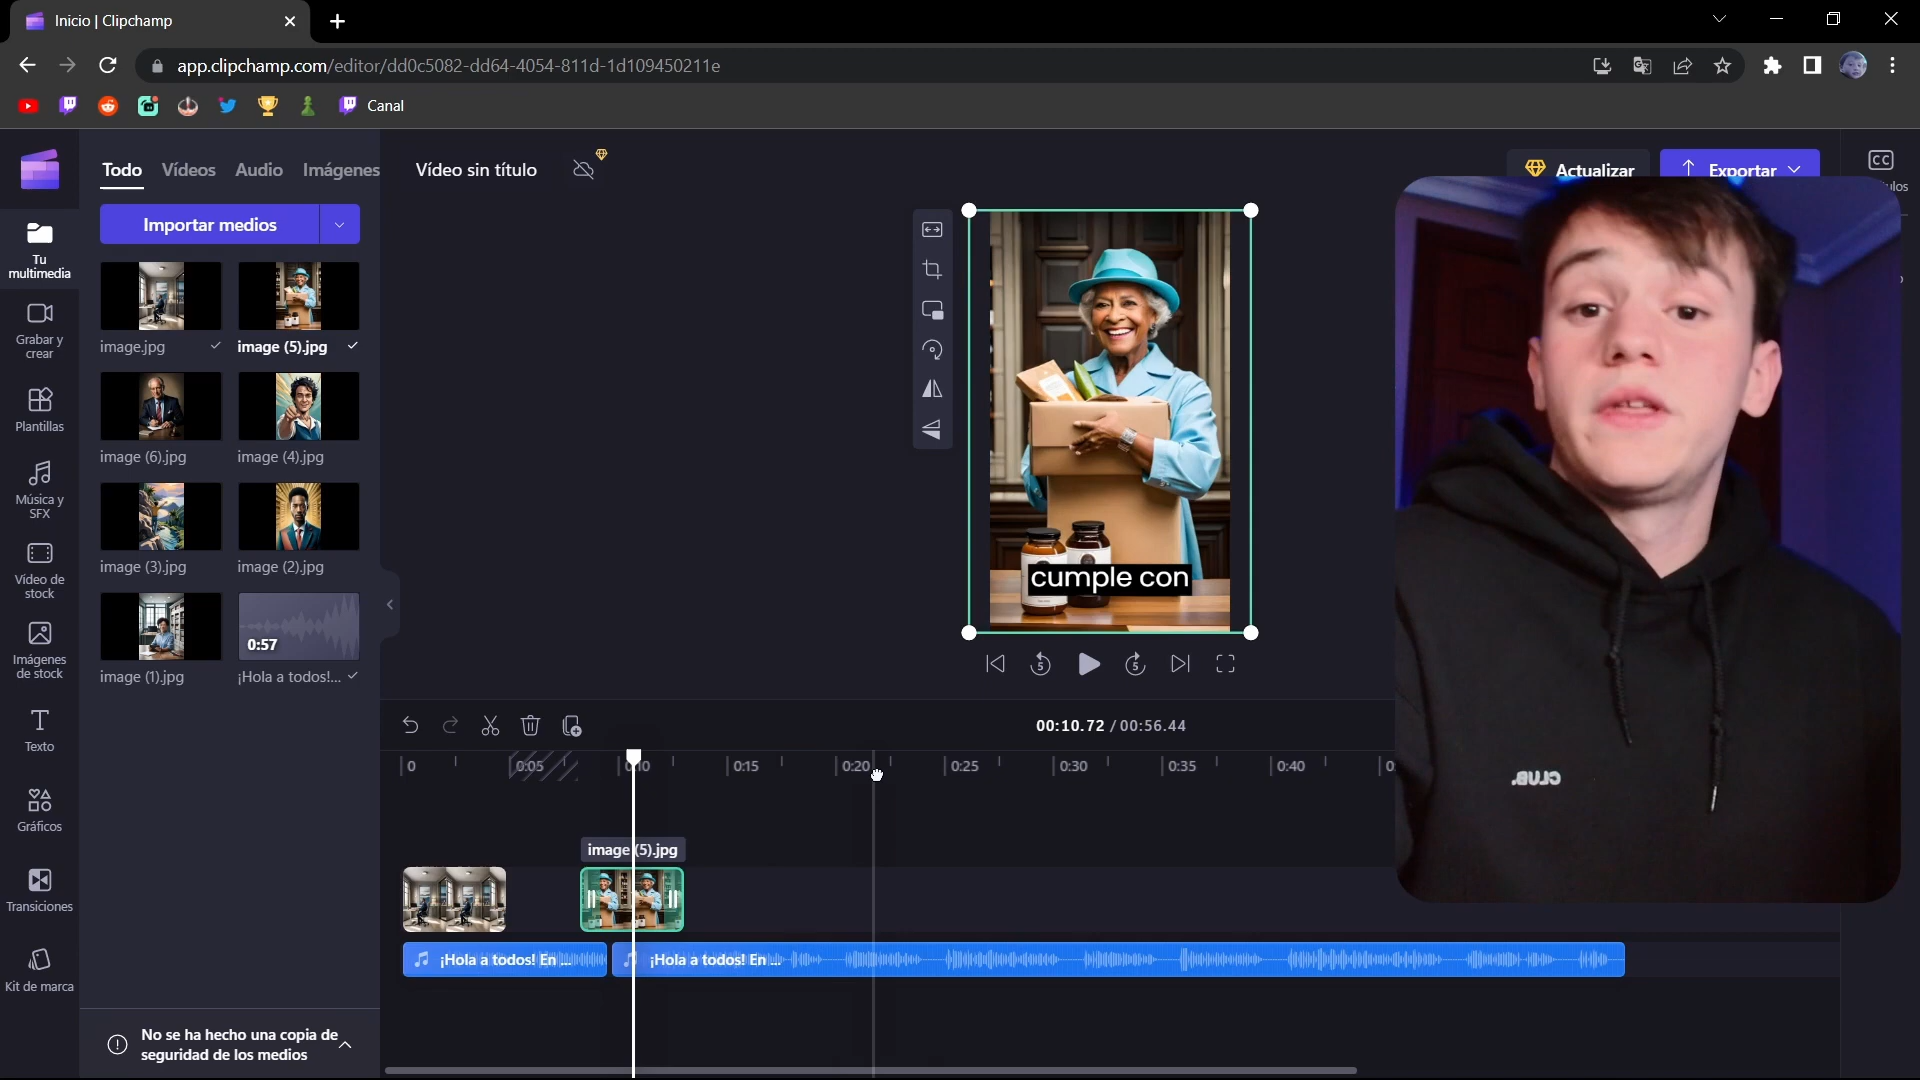 Inicio | Clipchamp
app.clipchamp.com/editor/dd0c5082-dd64-4054-811d-1d109450211e
Canal
Todo Vídeos Audio Imágenes
Vídeo sin título
Actualizar
Exportar
CC
Importar medios
Tu
multimedia
image.jpg
image (5).jpg
Grabar y
crear
image (6).jpg
image (4).jpg
Plantillas
Música y
SFX
image (3).jpg
image (2).jpg
Vídeo de
stock
0:57
image (1).jpg
¡Hola a todos!...
Imágenes
de stock
cumple con
CLUB.
Texto
00:10.72 / 00:56.44
0 0:05 0:10 0:15 0:20 0:25 0:30 0:35 0:40
Gráficos
image (5).jpg
Transiciones
¡Hola a todos! En ...
¡Hola a todos! En ...
Kit de marca
No se ha hecho una copia de
seguridad de los medios